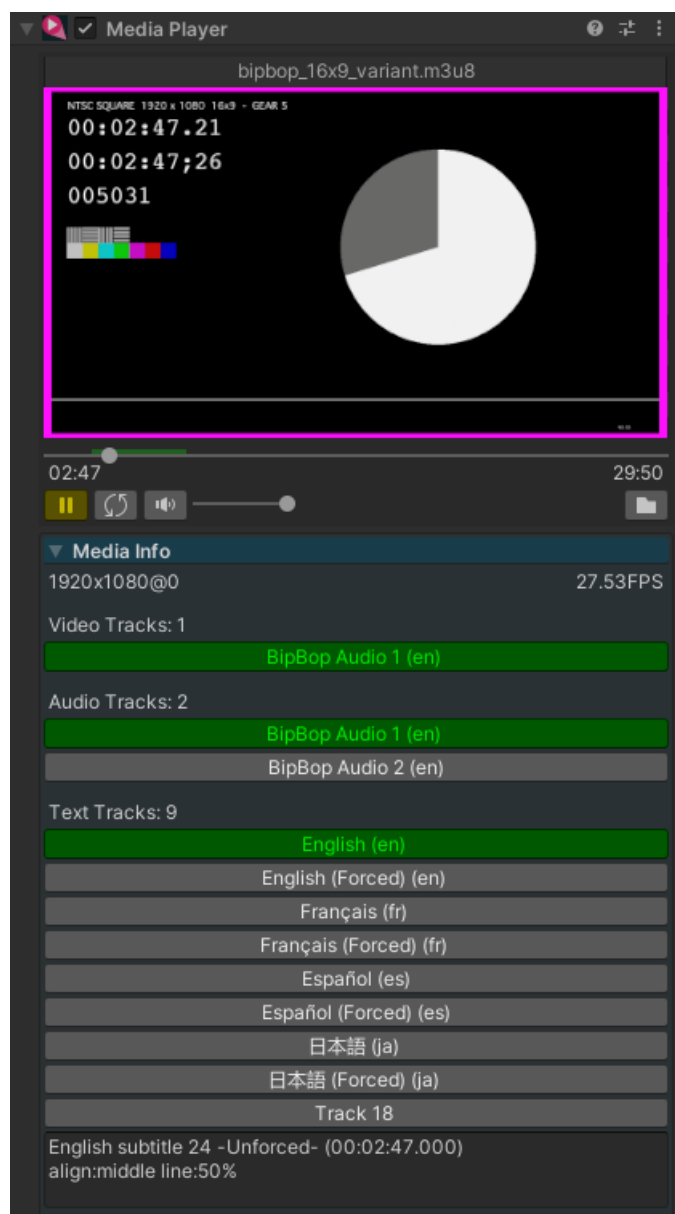 Media Player
bipbop_16x9_variant.m3u8
NTSC SQUARE 1920 x 1080 16x9 - GEAR 5
00:02:47.21
00:02:47;26
005031
02:47
29:50
Media Info
1920x1080@0
27.53FPS
Video Tracks: 1
BipBop Audio 1 (en)
Audio Tracks: 2
BipBop Audio 1 (en)
BipBop Audio 2 (en)
Text Tracks: 9
English (en)
English (Forced) (en)
Français (fr)
Français (Forced) (fr)
Español (es)
Español (Forced) (es)
日本語 (ja)
日本語 (Forced) (ja)
Track 18
English subtitle 24 -Unforced- (00:02:47.000)
align:middle line:50%